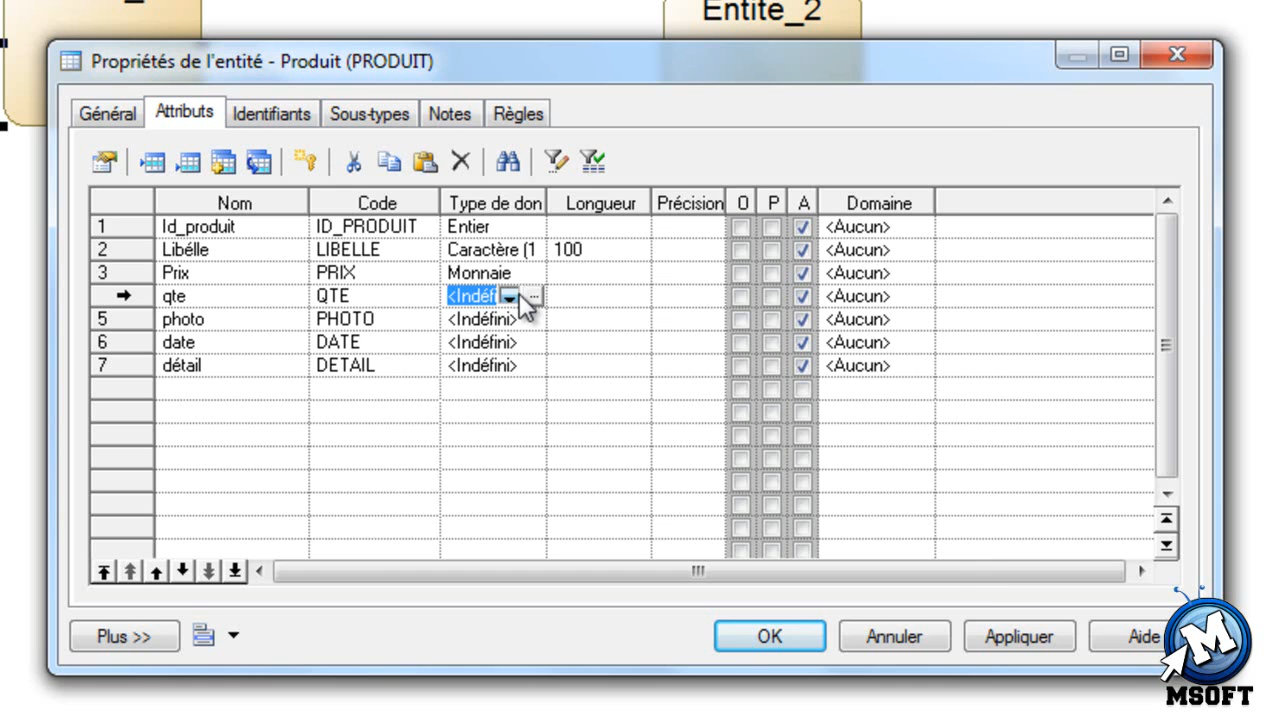 Entite_2
Propriétés de l'entité - Produit (PRODUIT)
Général Attributs Identifiants Sous-types Notes Règles
Nom Code Type de don Longueur Précision O P A Domaine
1 Id_produit ID_PRODUIT Entier <Aucun>
2 Libélle LIBELLE Caractère (1 100 <Aucun>
3 Prix PRIX Monnaie <Aucun>
qte QTE <Indéfi ... <Aucun>
5 photo PHOTO <Indéfini> <Aucun>
6 date DATE <Indéfini> <Aucun>
7 détail DETAIL <Indéfini> <Aucun>
Plus >> OK Annuler Appliquer Aide
M
MSOFT